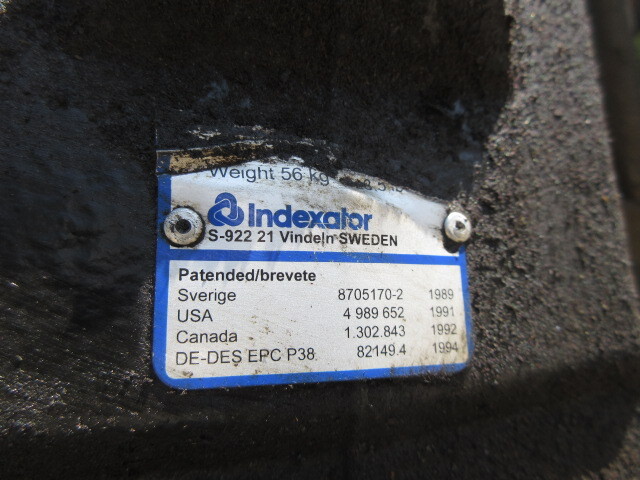 Weight 56 kg
Indexator
S-922 21 Vindeln SWEDEN
Patended/brevete
Sverige 8705170-2 1989
USA 4 989 652 1991
Canada 1.302.843 1992
DE-DES EPC P38 82149.4 1994